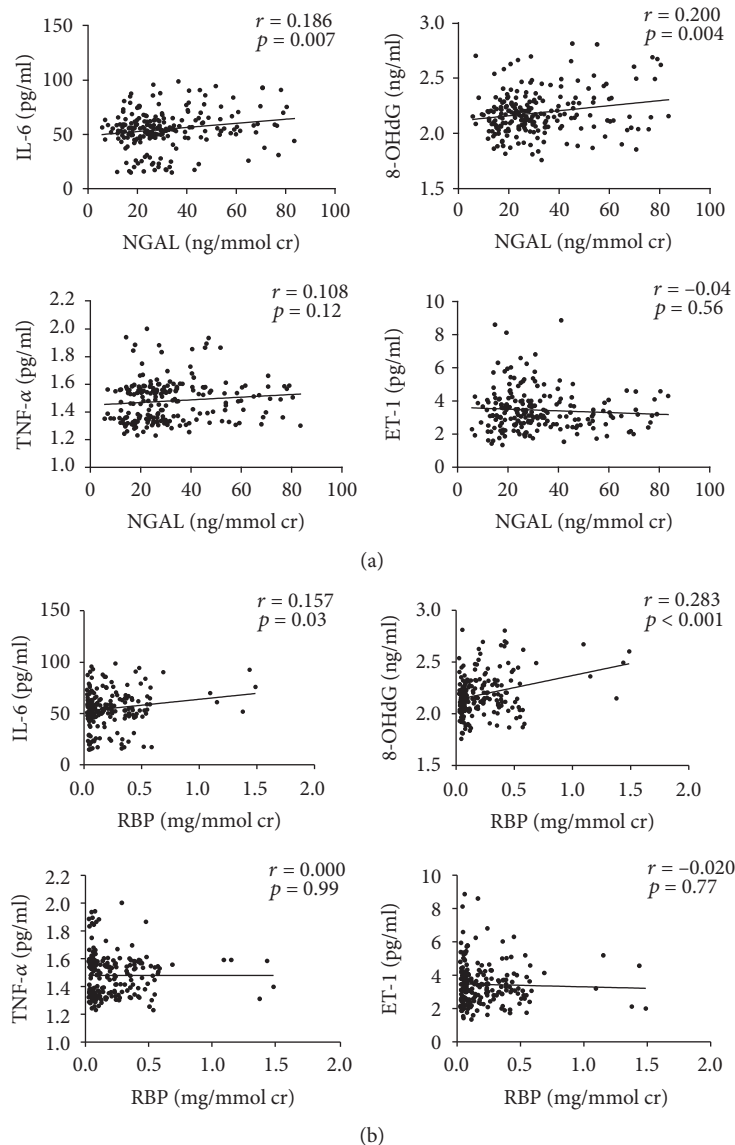 r = 0.186
p = 0.007
150
100
50
0
IL-6 (pg/ml)
0 20 40 60 80 100
NGAL (ng/mmol cr)
r = 0.200
p = 0.004
3.0
2.5
2.0
1.5
8-OHdG (ng/ml)
0 20 40 60 80 100
NGAL (ng/mmol cr)
r = 0.108
p = 0.12
2.2
2.0
1.8
1.6
1.4
1.2
1.0
TNF-α (pg/ml)
0 20 40 60 80 100
NGAL (ng/mmol cr)
r = –0.04
p = 0.56
10
8
6
4
2
0
ET-1 (pg/ml)
0 20 40 60 80 100
NGAL (ng/mmol cr)
(a)
r = 0.157
p = 0.03
150
100
50
0
IL-6 (pg/ml)
0.0 0.5 1.0 1.5 2.0
RBP (mg/mmol cr)
r = 0.283
p < 0.001
3.0
2.5
2.0
1.5
8-OHdG (ng/ml)
0.0 0.5 1.0 1.5 2.0
RBP (mg/mmol cr)
r = 0.000
p = 0.99
2.2
2.0
1.8
1.6
1.4
1.2
1.0
TNF-α (pg/ml)
0.0 0.5 1.0 1.5 2.0
RBP (mg/mmol cr)
r = –0.020
p = 0.77
10
8
6
4
2
0
ET-1 (pg/ml)
0.0 0.5 1.0 1.5 2.0
RBP (mg/mmol cr)
(b)